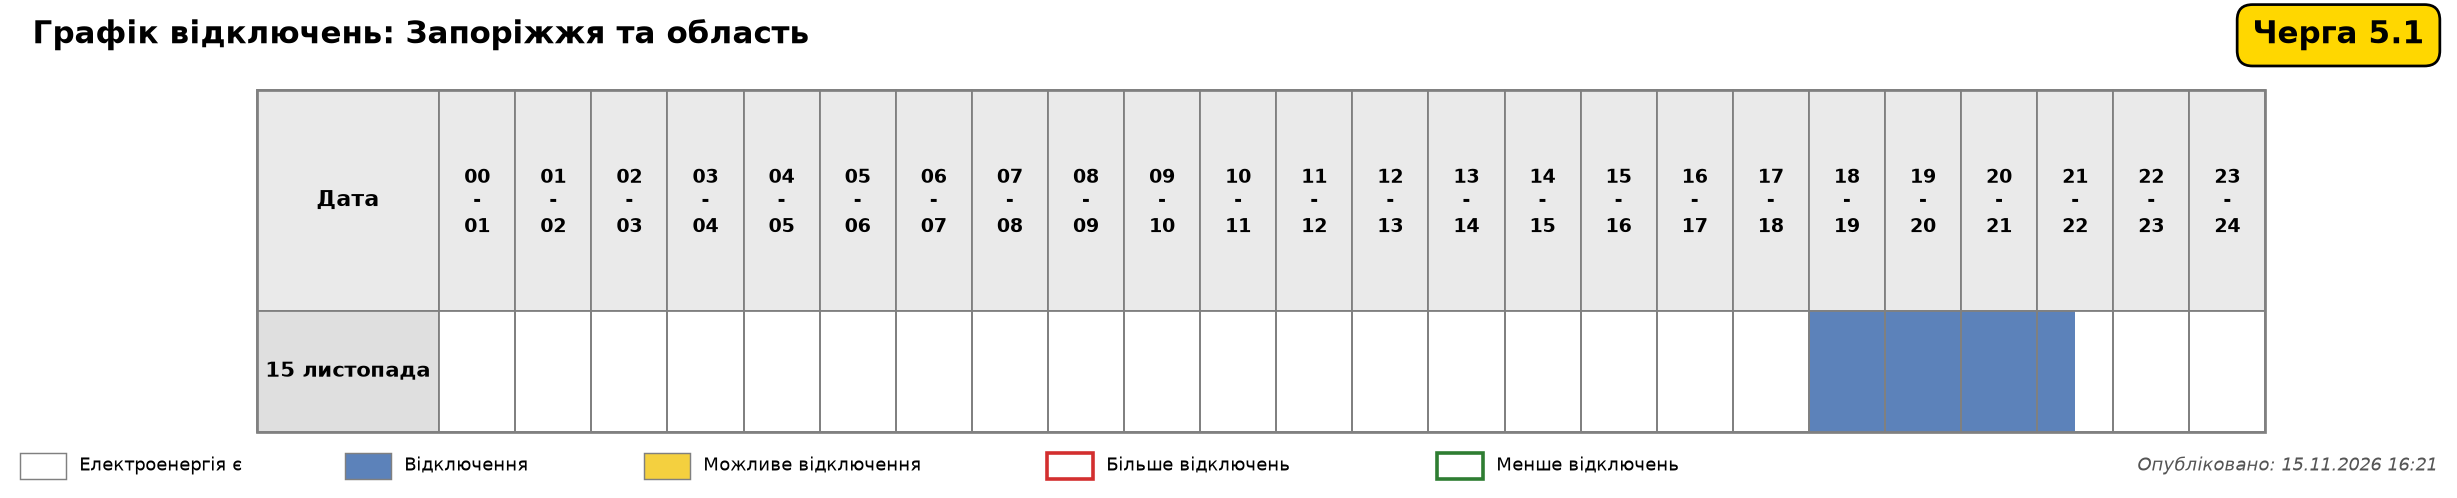 Графік відключень: Запоріжжя та область
Черга 5.1
Дата
00 - 01
01 - 02
02 - 03
03 - 04
04 - 05
05 - 06
06 - 07
07 - 08
08 - 09
09 - 10
10 - 11
11 - 12
12 - 13
13 - 14
14 - 15
15 - 16
16 - 17
17 - 18
18 - 19
19 - 20
20 - 21
21 - 22
22 - 23
23 - 24
15 листопада
Електроенергія є
Відключення
Можливе відключення
Більше відключень
Менше відключень
Опубліковано: 15.11.2026 16:21